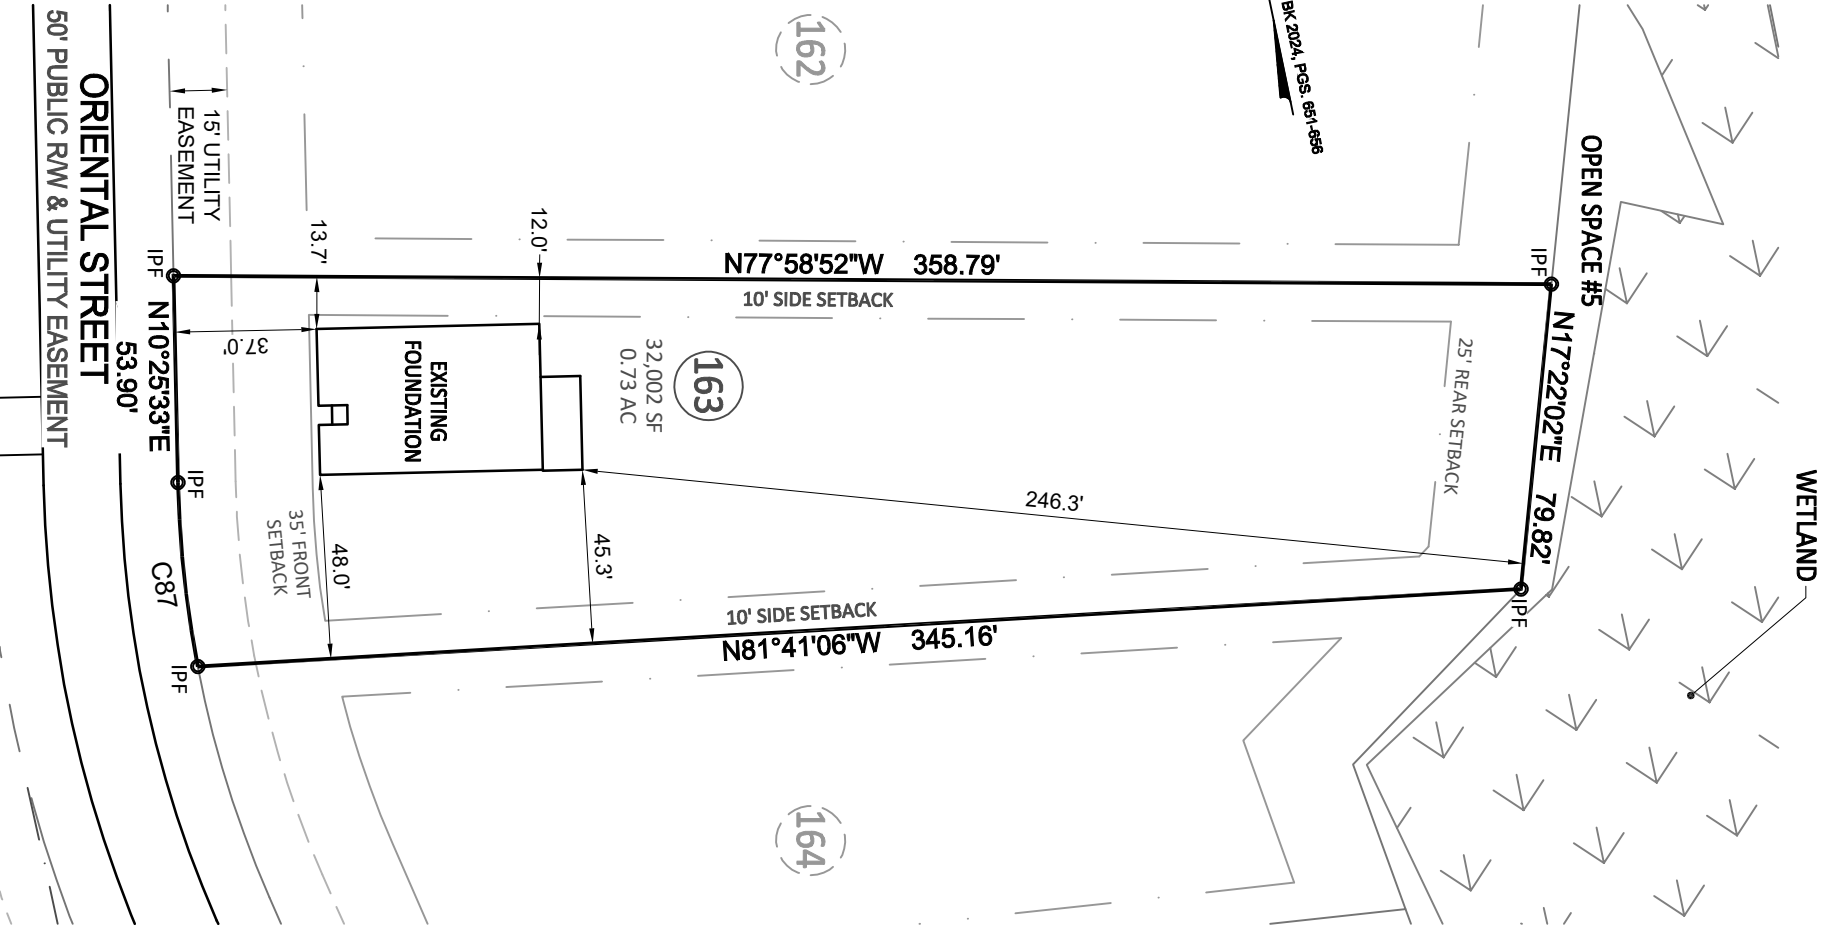 BK 2024, PGS. 651-656
162
OPEN SPACE #5
WETLAND
15' UTILITY
EASEMENT
ORIENTAL STREET
50' PUBLIC R/W & UTILITY EASEMENT
IPF
N10°25'33"E
53.90'
IPF
C87
IPF
13.7'
12.0'
37.0'
N77°58'52"W 358.79'
10' SIDE SETBACK
IPF
N17°22'02"E 79.82'
IPF
25' REAR SETBACK
163
32,002 SF
0.73 AC
EXISTING
FOUNDATION
246.3'
45.3'
48.0'
35' FRONT
SETBACK
10' SIDE SETBACK
N81°41'06"W 345.16'
164